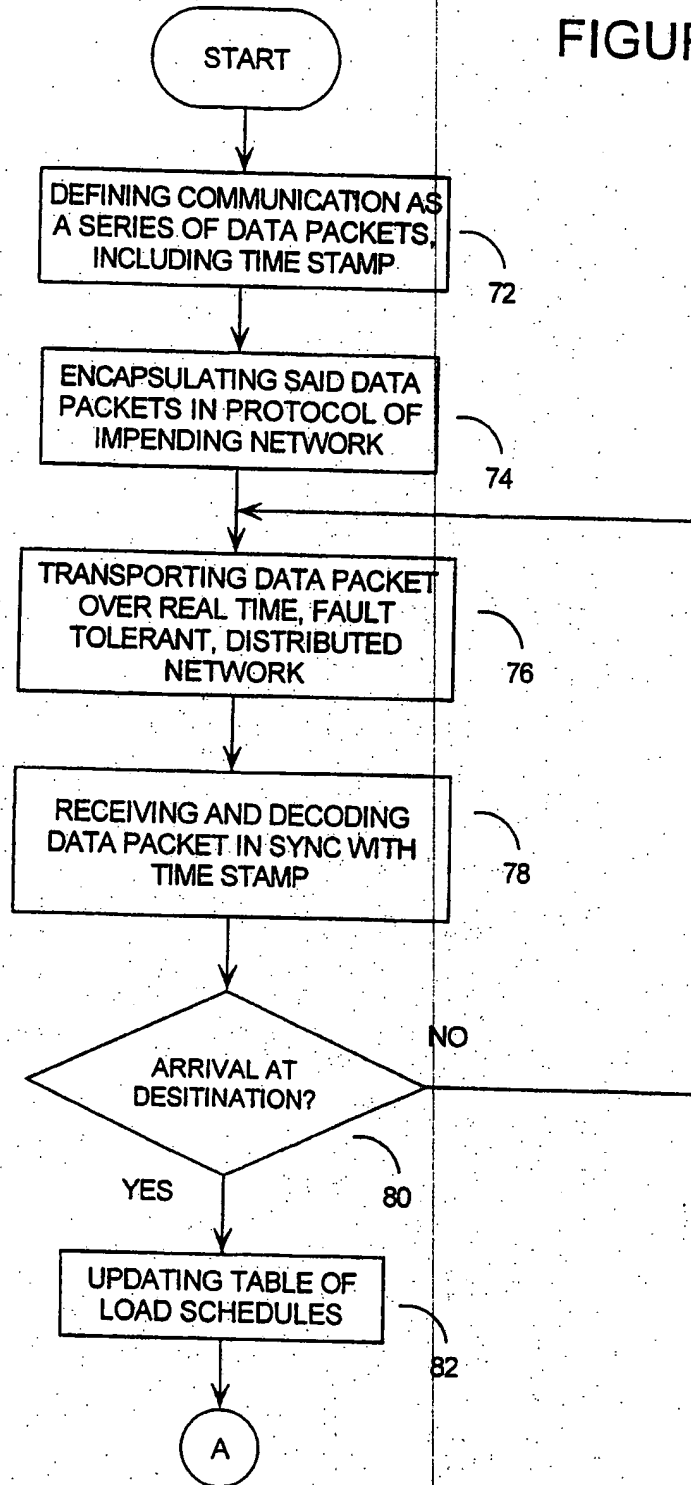 START
FIGUR
DEFINING COMMUNICATION AS
A SERIES OF DATA PACKETS,
INCLUDING TIME STAMP
72
ENCAPSULATING SAID DATA
PACKETS IN PROTOCOL OF
IMPENDING NETWORK
74
TRANSPORTING DATA PACKET
OVER REAL TIME, FAULT
TOLERANT, DISTRIBUTED
NETWORK
76
RECEIVING AND DECODING
DATA PACKET IN SYNC WITH
TIME STAMP
78
NO
ARRIVAL AT
DESITINATION?
80
YES
UPDATING TABLE OF
LOAD SCHEDULES
82
A